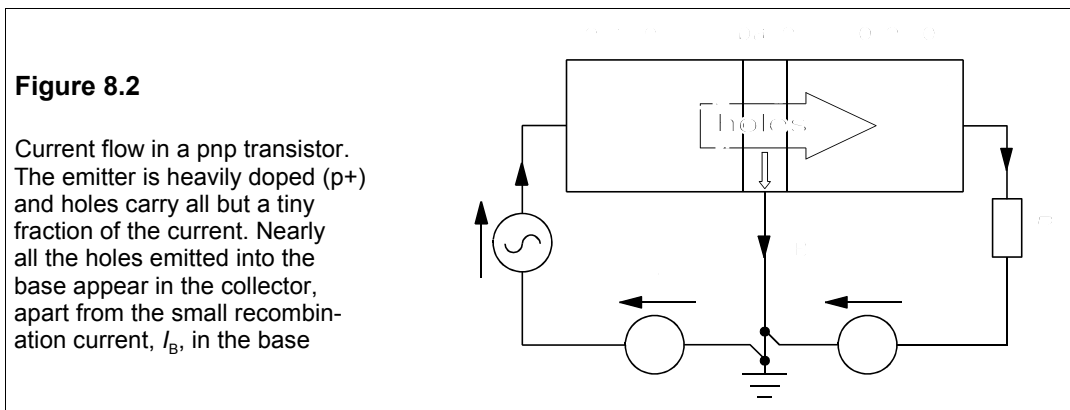 Figure 8.2
Current flow in a pnp transistor.
The emitter is heavily doped (p+)
and holes carry all but a tiny
fraction of the current. Nearly
all the holes emitted into the
base appear in the collector,
apart from the small recombin-
ation current, I_B, in the base
holes